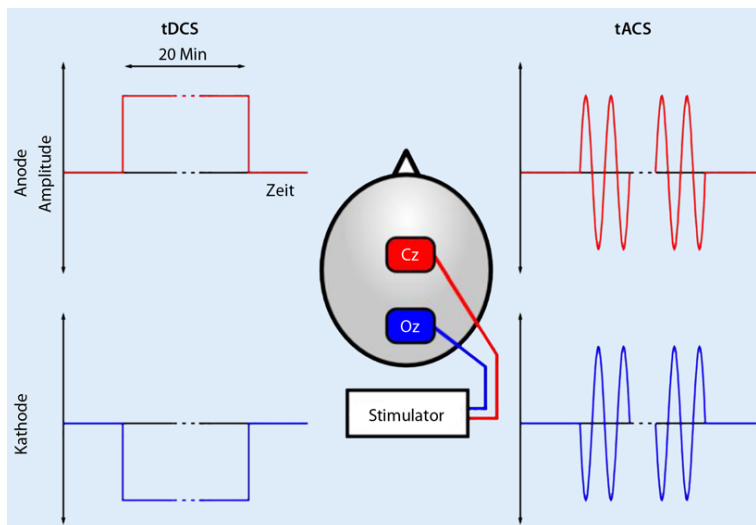 tDCS
tACS
20 Min
Anode
Amplitude
Zeit
Cz
Oz
Stimulator
Kathode